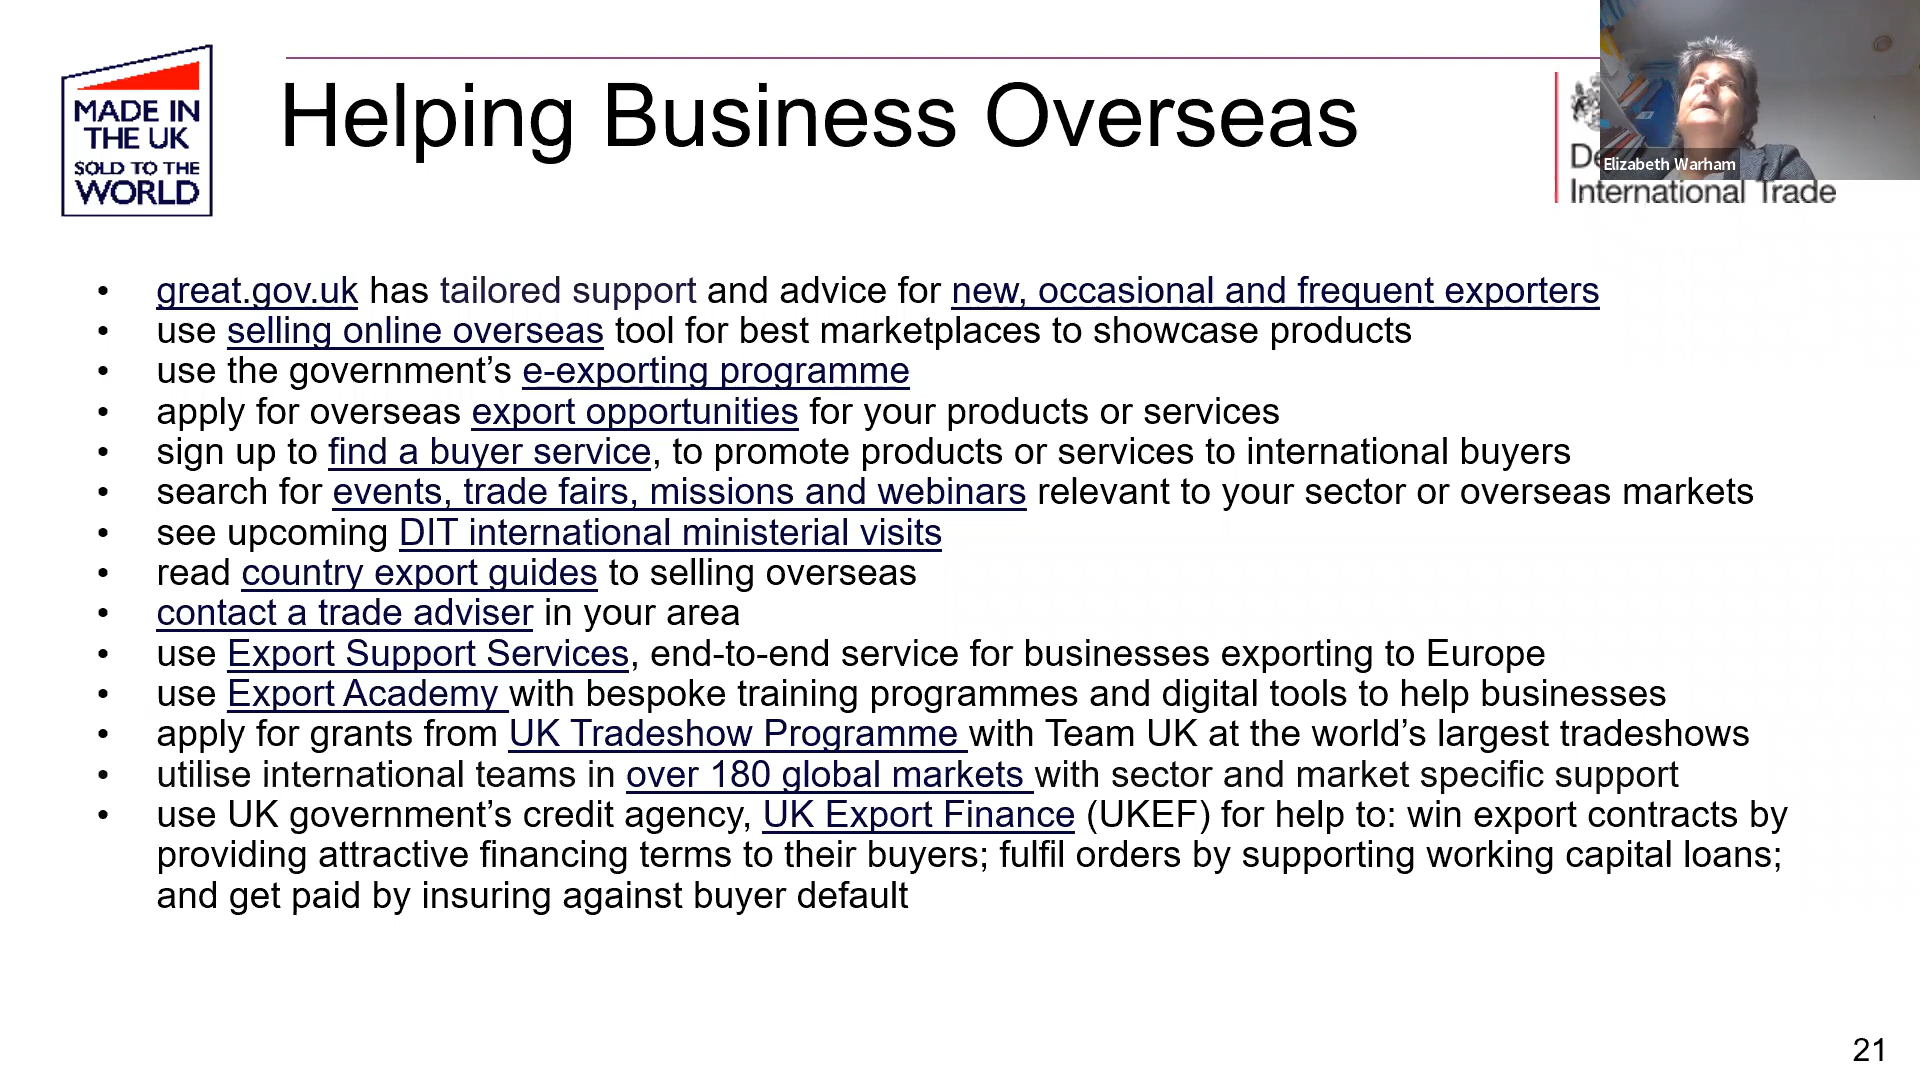 MADE IN
THE UK
SOLD TO THE
WORLD
Helping Business Overseas
Elizabeth Warham
International Trade
• great.gov.uk has tailored support and advice for new, occasional and frequent exporters
• use selling online overseas tool for best marketplaces to showcase products
• use the government’s e-exporting programme
• apply for overseas export opportunities for your products or services
• sign up to find a buyer service, to promote products or services to international buyers
• search for events, trade fairs, missions and webinars relevant to your sector or overseas markets
• see upcoming DIT international ministerial visits
• read country export guides to selling overseas
• contact a trade adviser in your area
• use Export Support Services, end-to-end service for businesses exporting to Europe
• use Export Academy with bespoke training programmes and digital tools to help businesses
• apply for grants from UK Tradeshow Programme with Team UK at the world’s largest tradeshows
• utilise international teams in over 180 global markets with sector and market specific support
• use UK government’s credit agency, UK Export Finance (UKEF) for help to: win export contracts by
providing attractive financing terms to their buyers; fulfil orders by supporting working capital loans;
and get paid by insuring against buyer default
21